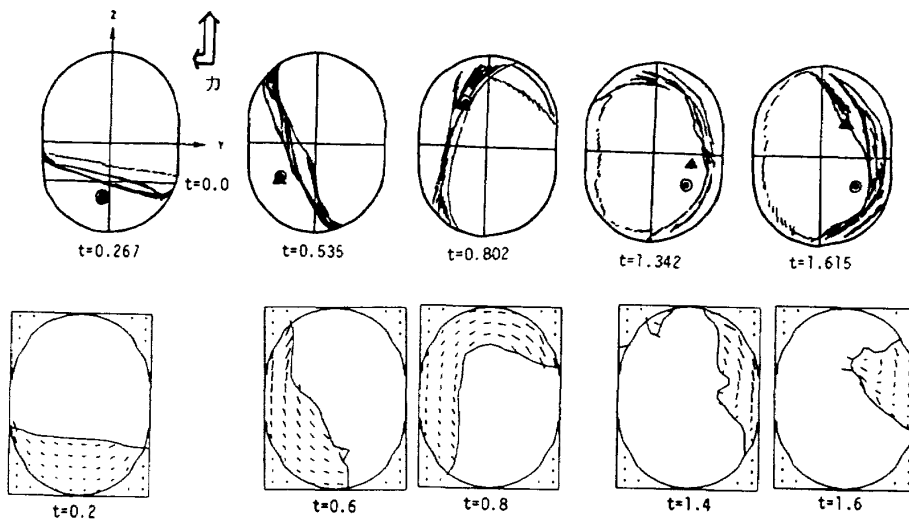 Z
力
Y
t=0.0
t=0.267
t=0.535
t=0.802
t=1.342
t=1.615
t=0.2
t=0.6
t=0.8
t=1.4
t=1.6